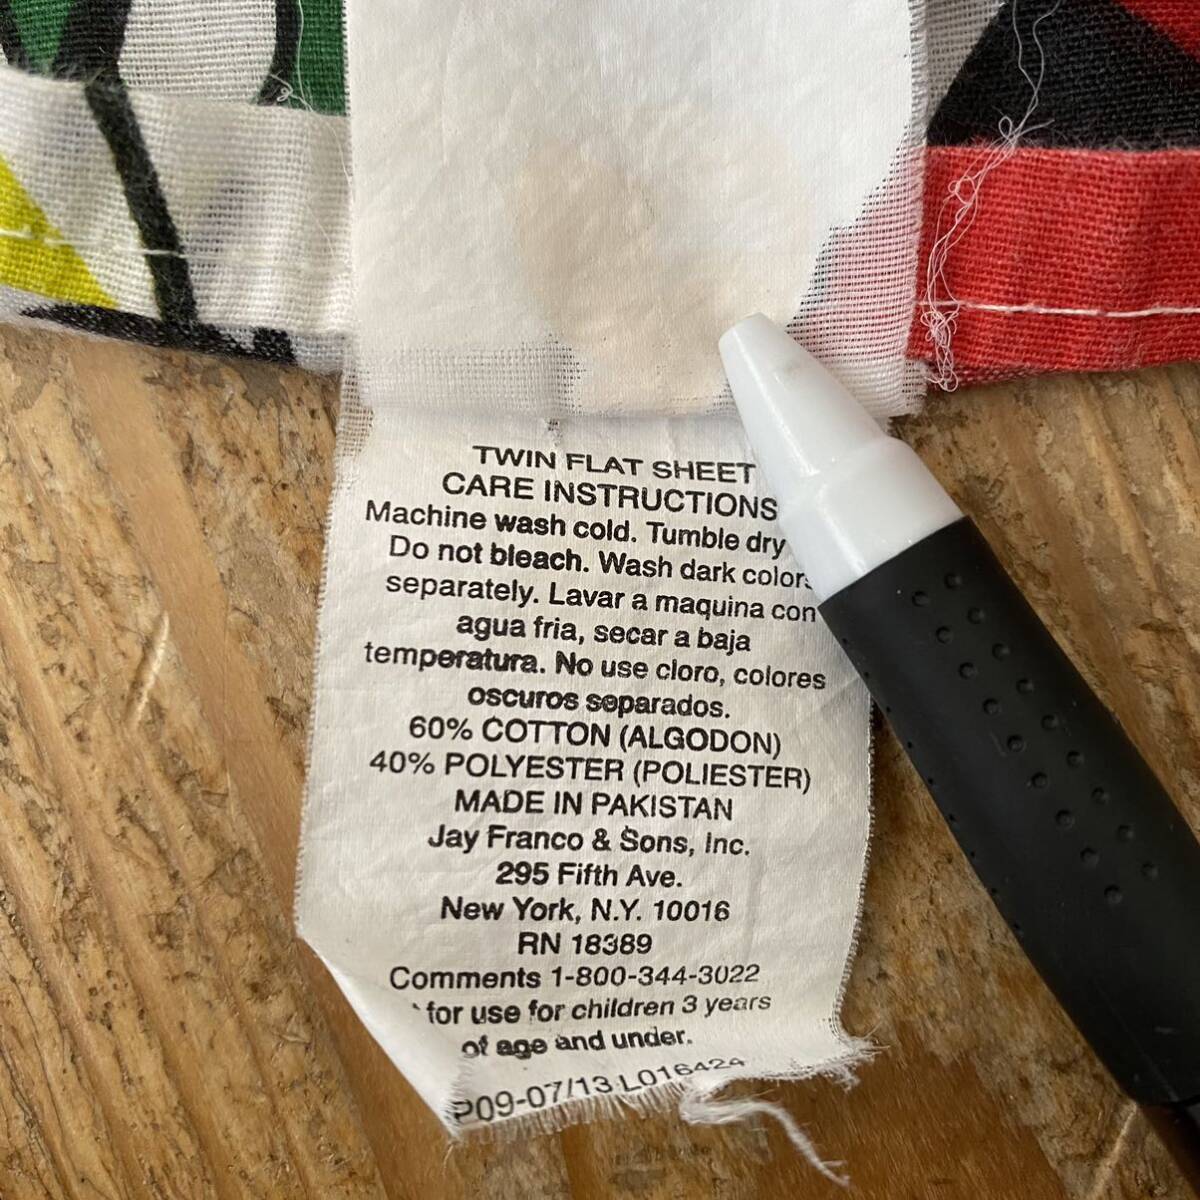 TWIN FLAT SHEET
CARE INSTRUCTIONS
Machine wash cold. Tumble dry
Do not bleach. Wash dark colors
separately. Lavar a maquina con
agua fria, secar a baja
temperatura. No use cloro, colores
oscuros separados.
60% COTTON (ALGODON)
40% POLYESTER (POLIESTER)
MADE IN PAKISTAN
Jay Franco & Sons, Inc.
295 Fifth Ave.
New York, N.Y. 10016
RN 18389
Comments 1-800-344-3022
for use for children 3 years
of age and under.
P09-07/13 L016424